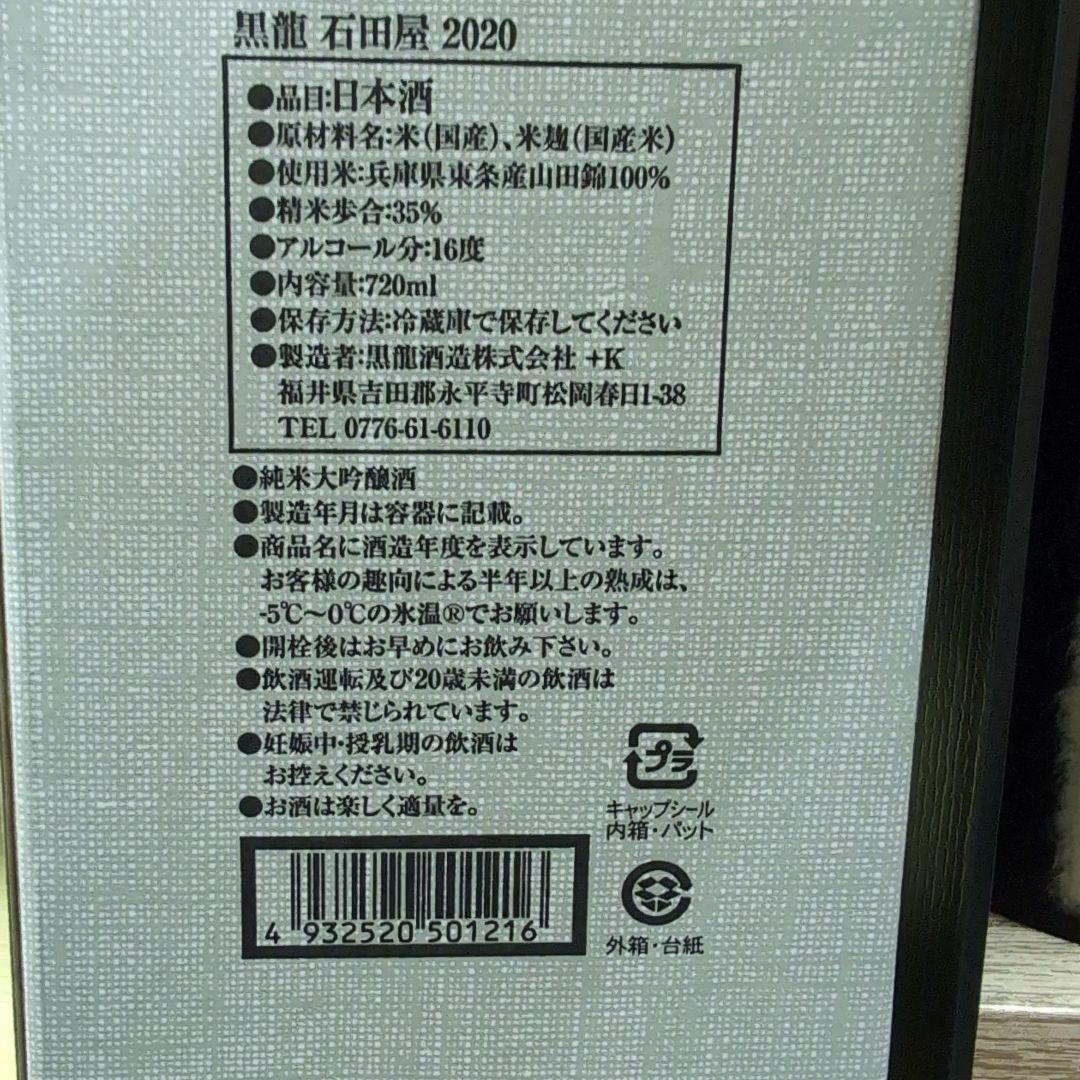 黒龍 石田屋 2020
●品目:日本酒
●原材料名:米(国産)、米麹(国産米)
●使用米:兵庫県東条産山田錦100%
●精米歩合:35%
●アルコール分:16度
●内容量:720ml
●保存方法:冷蔵庫で保存してください
●製造者:黒龍酒造株式会社 +K
福井県吉田郡永平寺町松岡春日1-38
TEL 0776-61-6110
●純米大吟醸酒
●製造年月は容器に記載。
●商品名に酒造年度を表示しています。
お客様の趣向による半年以上の熟成は、
-5℃〜0℃の氷温®でお願いします。
●開栓後はお早めにお飲み下さい。
●飲酒運転及び20歳未満の飲酒は
法律で禁じられています。
●妊娠中・授乳期の飲酒は
お控えください。
●お酒は楽しく適量を。
プラ
キャップシール
内箱・パット
外箱・台紙
4 932520 501216